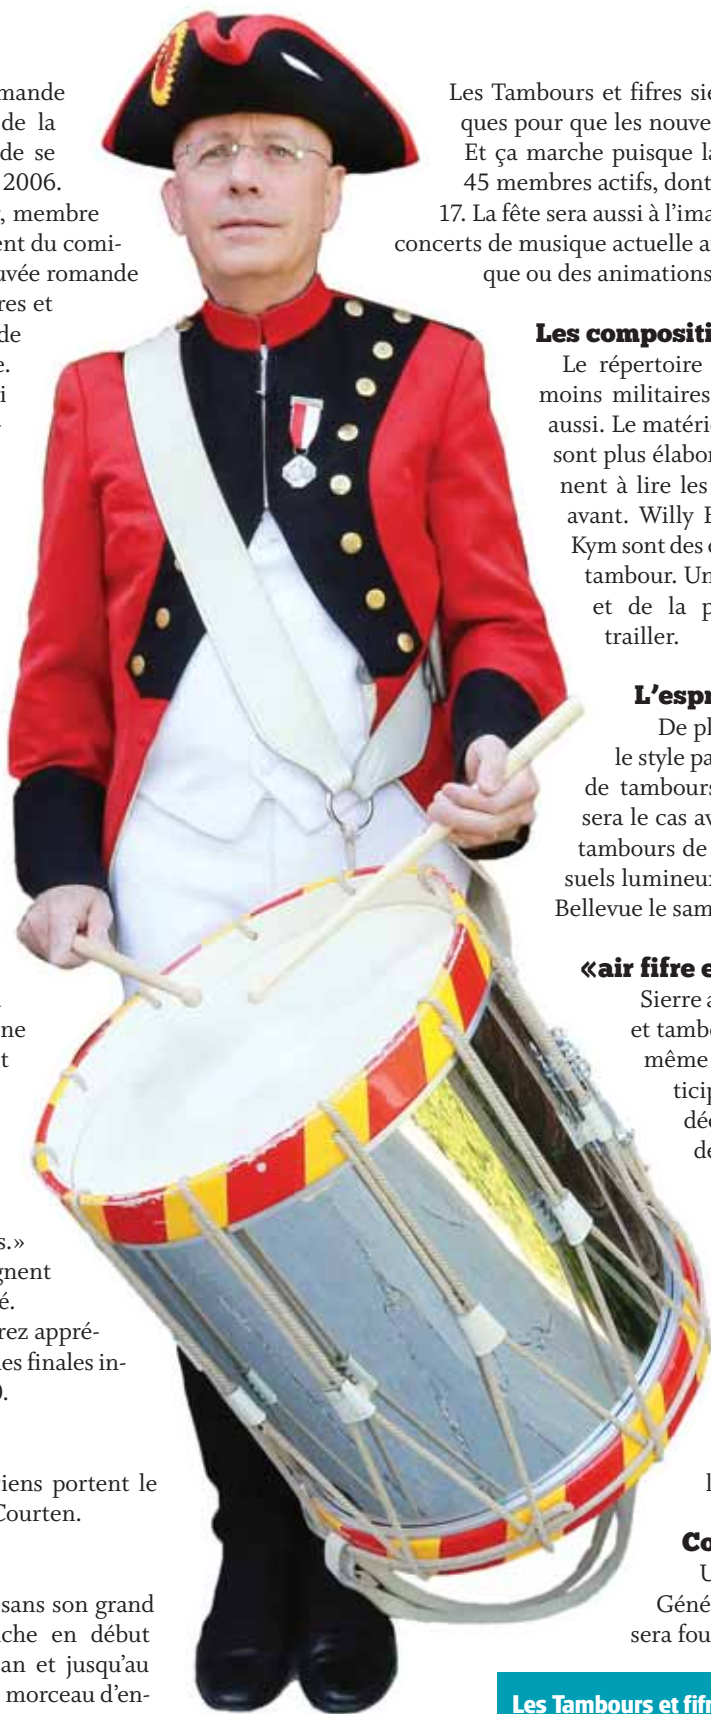 mande
de la
de se
2006.
, membre
ent du comi-
uvée romande
res et
de
e.
i
ne
t
s.»
gnent
é.
rez appré-
les finales in-
).
tiens portent le
Courten.
sans son grand
che en début
an et jusqu'au
morceau d'en-
Les Tambours et fifres sie
ques pour que les nouve
Et ça marche puisque la
45 membres actifs, dont
17. La fête sera aussi à l'ima
concerts de musique actuelle a
que ou des animations
Les compositi
Le répertoire
moins militaires
aussi. Le matéri
sont plus élabor
nent à lire les
avant. Willy B
Kym sont des
tambour. Un
et de la p
trailler.
L'espr
De pl
le style pa
de tambours
sera le cas av
tambours de
suels lumineux
Bellevue le sam
«air fifre e
Sierre a
et tambo
même
ticip
déc
de
l
Co
U
Géné
sera fou
Les Tambours et fifr